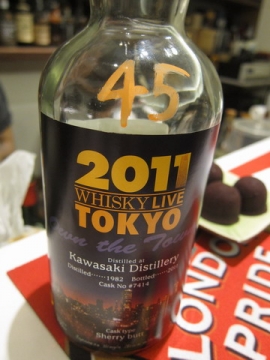 45
2011
WHISKY LIVE
TOKYO
the
Distilled at
Kawasaki Distillery
Distilled······1982 Bottled
Cask No #7414
Cask type
Sherry butt
LONDON
PRIDE